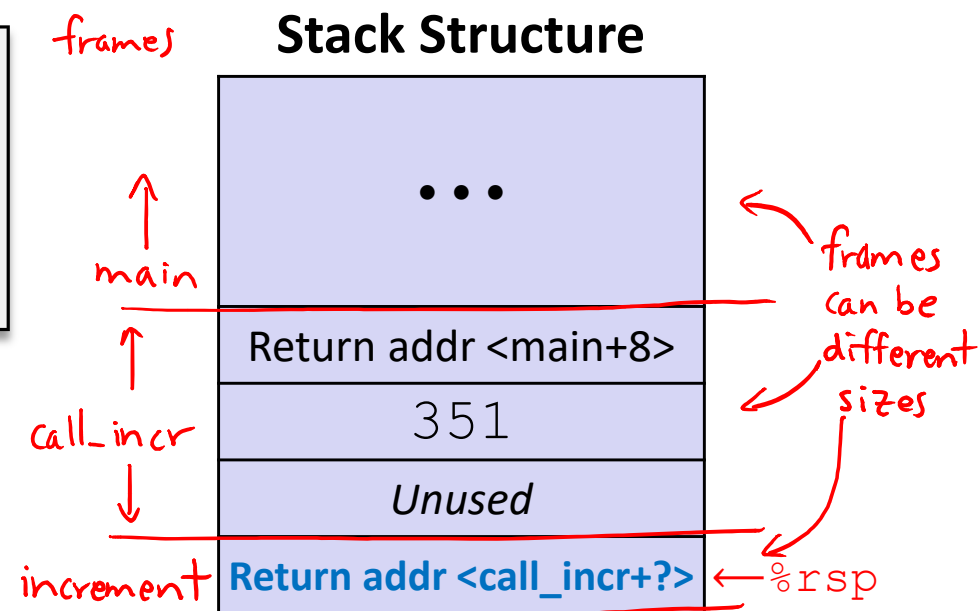 frames
Stack Structure
• • •
main
frames
can be
different
sizes
Return addr <main+8>
351
call_incr
Unused
increment
Return addr <call_incr+?>
←%rsp